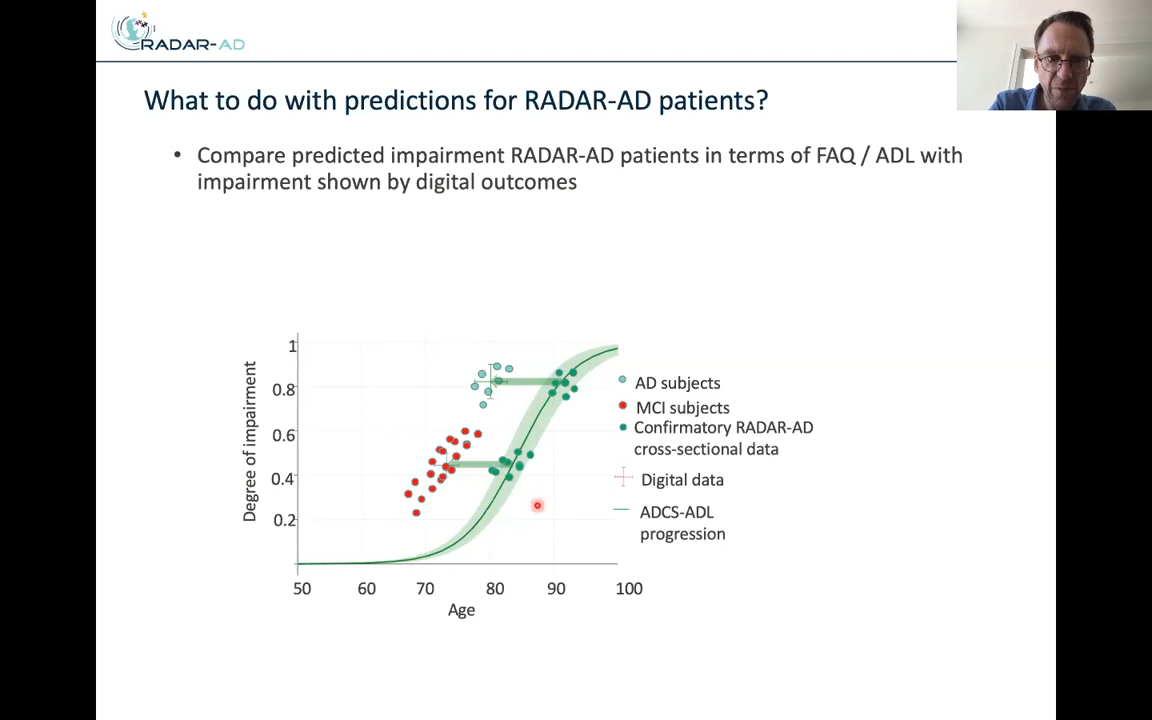 RADAR-AD
What to do with predictions for RADAR-AD patients?
• Compare predicted impairment RADAR-AD patients in terms of FAQ / ADL with
impairment shown by digital outcomes
Degree of impairment
1
0.8
0.6
0.4
0.2
50 60 70 80 90 100
Age
AD subjects
MCI subjects
Confirmatory RADAR-AD
cross-sectional data
Digital data
ADCS-ADL
progression